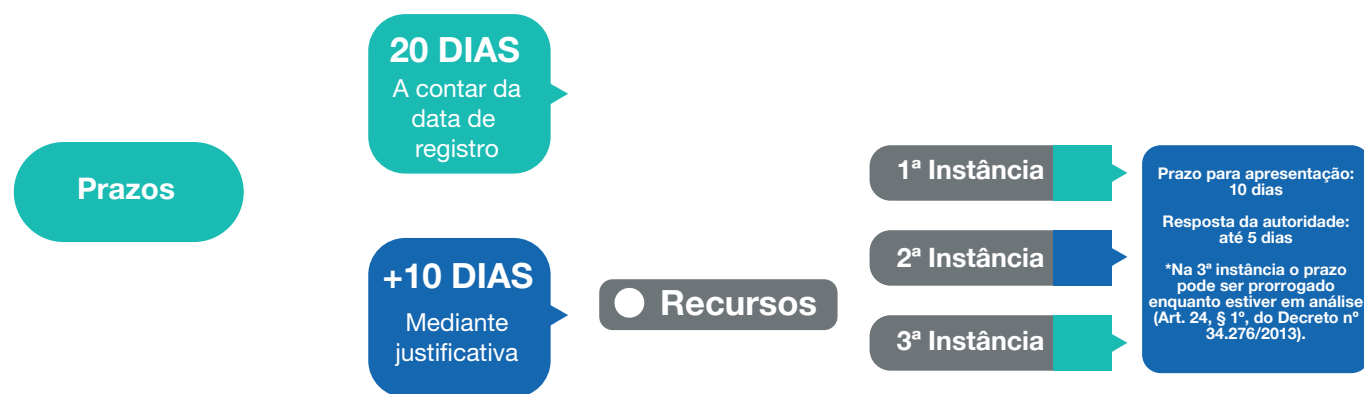 Prazos
20 DIAS
A contar da
data de
registro
+10 DIAS
Mediante
justificativa
Recursos
1ª Instância
2ª Instância
3ª Instância
Prazo para apresentação:
10 dias
Resposta da autoridade:
até 5 dias
*Na 3ª instância o prazo
pode ser prorrogado
enquanto estiver em análise
(Art. 24, § 1º, do Decreto nº
34.276/2013).